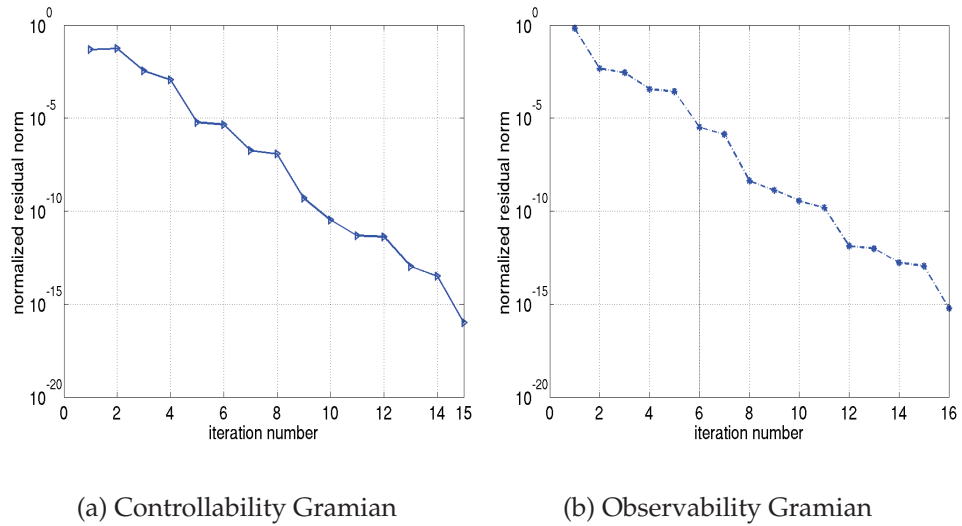 10^0
10^-5
10^-10
10^-15
10^-20
normalized residual norm
0 2 4 6 8 10 12 14 15
iteration number
(a) Controllability Gramian
10^0
10^-5
10^-10
10^-15
10^-20
normalized residual norm
0 2 4 6 8 10 12 14 16
iteration number
(b) Observability Gramian